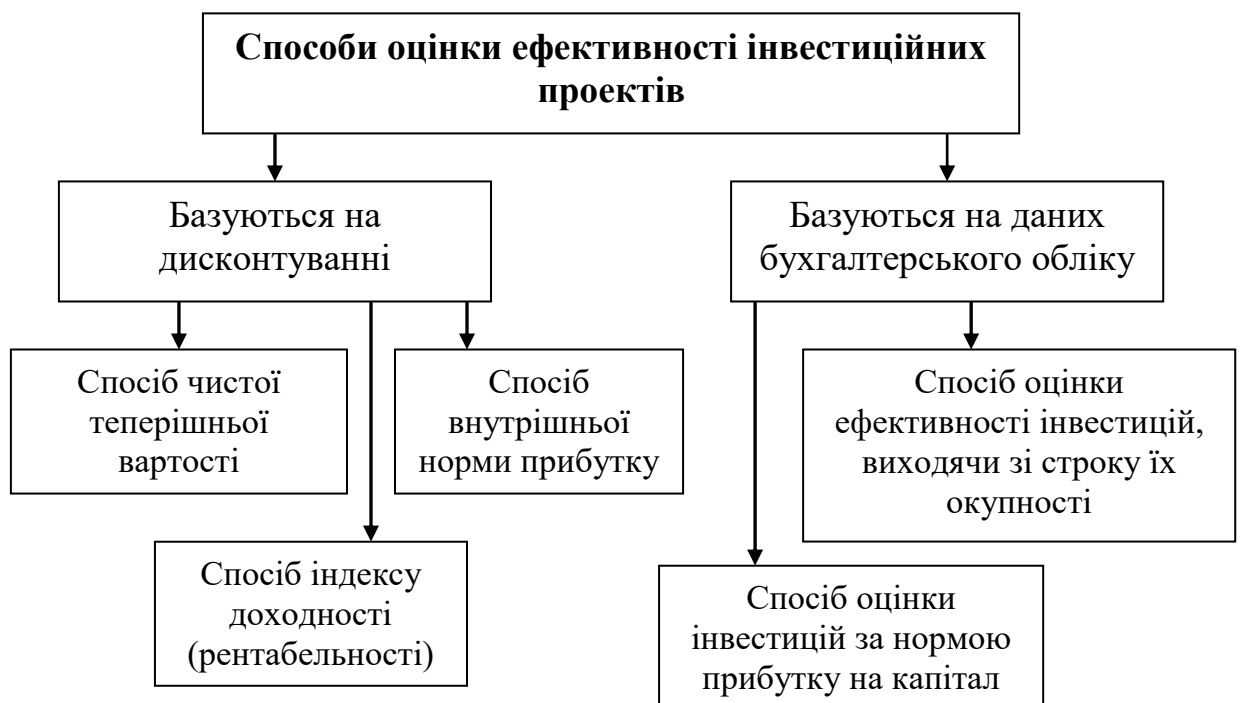 Способи оцінки ефективності інвестиційних
проектів
Базуються на
дисконтуванні
Базуються на даних
бухгалтерського обліку
Спосіб чистої
теперішньої
вартості
Спосіб
внутрішньої
норми прибутку
Спосіб оцінки
ефективності інвестицій,
виходячи зі строку їх
окупності
Спосіб індексу
доходності
(рентабельності)
Спосіб оцінки
інвестицій за нормою
прибутку на капітал